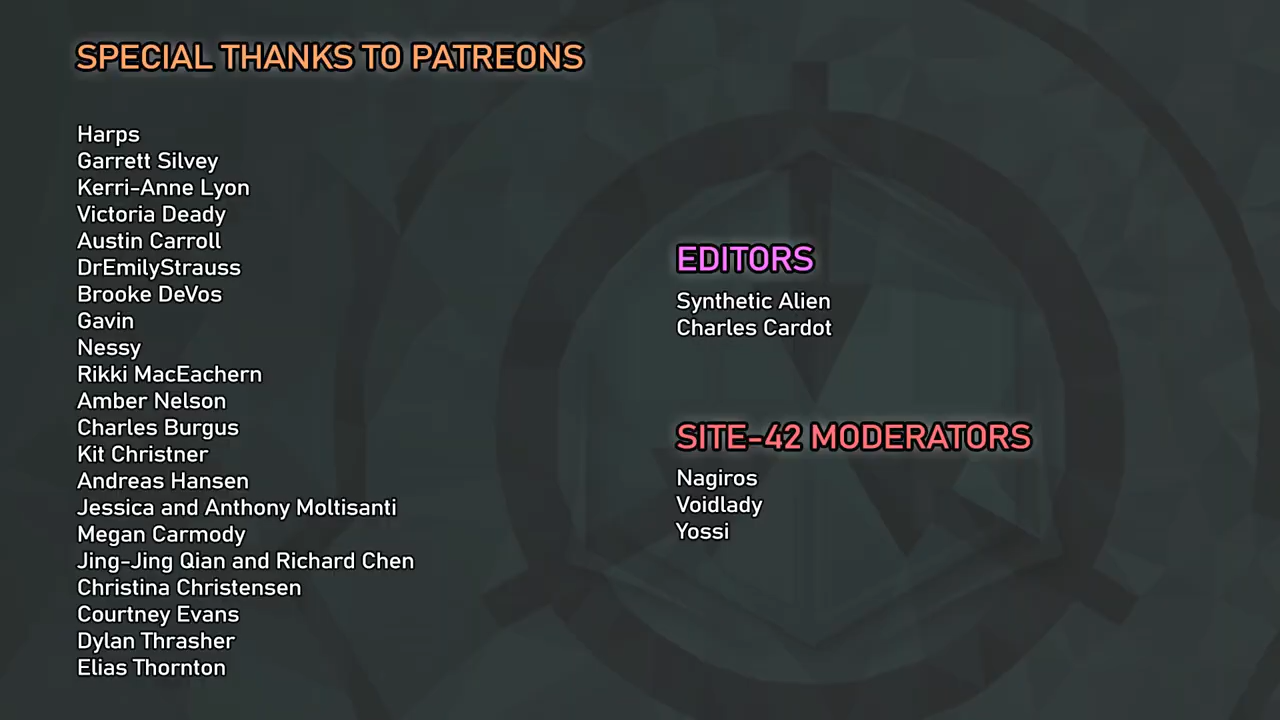 SPECIAL THANKS TO PATREONS
Harps
Garrett Silvey
Kerri-Anne Lyon
Victoria Deady
Austin Carroll
DrEmilyStrauss
Brooke DeVos
Gavin
Nessy
Rikki MacEachern
Amber Nelson
Charles Burgus
Kit Christner
Andreas Hansen
Jessica and Anthony Moltisanti
Megan Carmody
Jing-Jing Qian and Richard Chen
Christina Christensen
Courtney Evans
Dylan Thrasher
Elias Thornton
EDITORS
Synthetic Alien
Charles Cardot
SITE-42 MODERATORS
Nagiros
Voidlady
Yossi